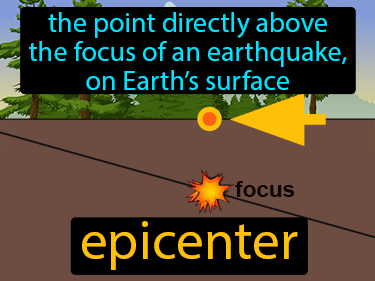 the point directly above
the focus of an earthquake,
on Earth’s surface
focus
epicenter